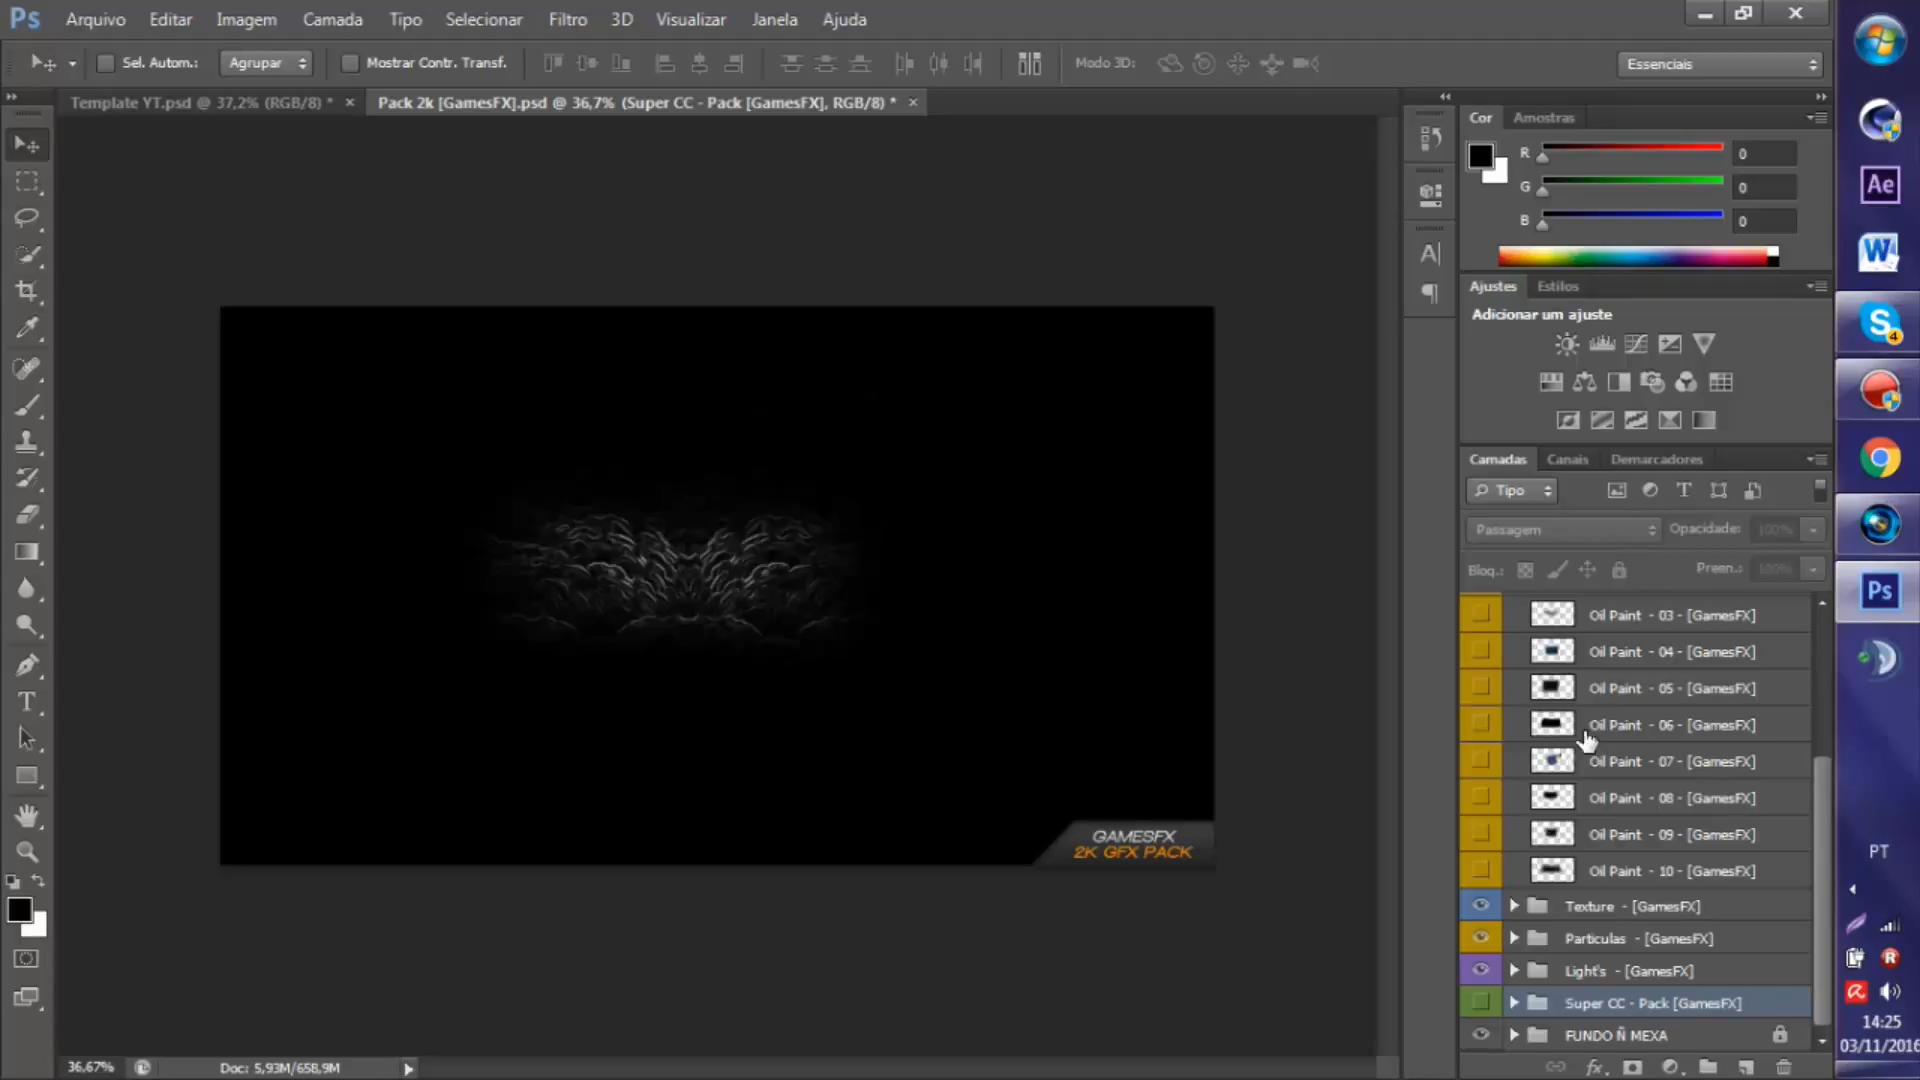 Ps Arquivo Editar Imagem Camada Tipo Selecionar Filtro 3D Visualizar Janela Ajuda
Sel. Autom.: Agrupar Mostrar Contr. Transf. Modo 3D: Essenciais
Template YT.psd @ 37,2% (RGB/8) * × Pack 2k [GamesFX].psd @ 36,7% (Super CC - Pack [GamesFX], RGB/8) * ×
Cor Amostras
R 0
G 0
B 0
Ajustes Estilos
Adicionar um ajuste
Camadas Canais Demarcadores
Tipo
Passagem Opacidade: 100%
Bloq.: Preen.: 100%
Oil Paint - 03 - [GamesFX]
Oil Paint - 04 - [GamesFX]
Oil Paint - 05 - [GamesFX]
Oil Paint - 06 - [GamesFX]
Oil Paint - 07 - [GamesFX]
Oil Paint - 08 - [GamesFX]
Oil Paint - 09 - [GamesFX]
Oil Paint - 10 - [GamesFX]
Texture - [GamesFX]
Particulas - [GamesFX]
Light's - [GamesFX]
Super CC - Pack [GamesFX]
FUNDO Ñ MEXA
GAMESFX
2K GFX PACK
36,67% Doc: 5,93M/658,9M
Ae
W
S 4
Ps
PT
R
14:25
03/11/2016